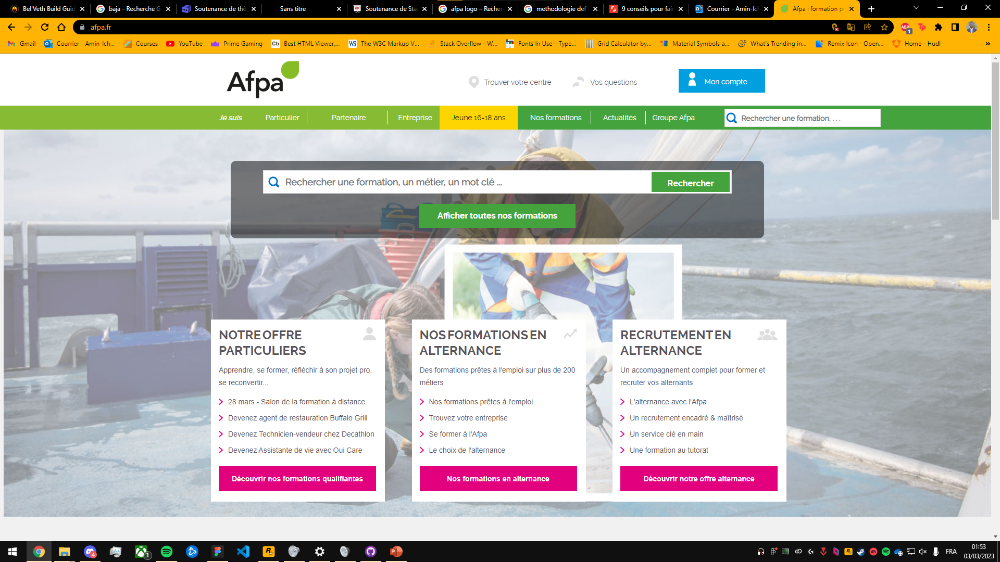 Bel'Veth Build Guid
baja - Recherche G
Soutenance de thè
Sans titre
Soutenance de Sta
afpa logo – Recher
methodologie def
9 conseils pour fair
Courrier - Amin-Ich
Afpa : formation p
afpa.fr
ABP
1
Tp
Gmail
Courrier - Amin-Ich...
Courses
YouTube
Prime Gaming
Cb
Best HTML Viewer,...
W3
The W3C Markup V...
Stack Overflow - W...
Fonts In Use – Type...
Grid Calculator by...
Material Symbols a...
What's Trending in...
Remix Icon - Open...
Home - Hudl
»
Afpa
Trouver votre centre
Vos questions
Mon compte
Je suis
Particulier
Partenaire
Entreprise
Jeune 16-18 ans
Nos formations
Actualités
Groupe Afpa
Rechercher une formation, . . .
Rechercher une formation, un métier, un mot clé ...
Rechercher
Afficher toutes nos formations
NOTRE OFFRE
PARTICULIERS
Apprendre, se former, réfléchir à son projet pro,
se reconvertir...
28 mars - Salon de la formation à distance
Devenez agent de restauration Buffalo Grill
Devenez Technicien-vendeur chez Decathlon
Devenez Assistante de vie avec Oui Care
Découvrir nos formations qualifiantes
NOS FORMATIONS EN
ALTERNANCE
Des formations prêtes à l'emploi sur plus de 200
métiers
Nos formations prêtes à l'emploi
Trouvez votre entreprise
Se former à l'Afpa
Le choix de l'alternance
Nos formations en alternance
RECRUTEMENT EN
ALTERNANCE
Un accompagnement complet pour former et
recruter vos alternants
L'alternance avec l'Afpa
Un recrutement encadré & maîtrisé
Un service clé en main
Une formation au tutorat
Découvrir notre offre alternance
4
1
FRA
01:53
03/03/2023